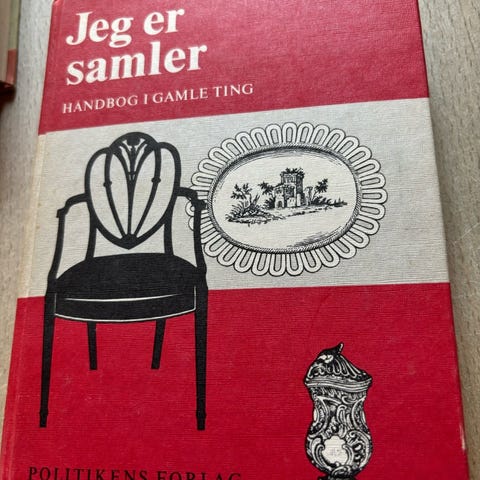 Jeg er
samler
HÅNDBOG I GAMLE TING
POLITIKENS FORLAG